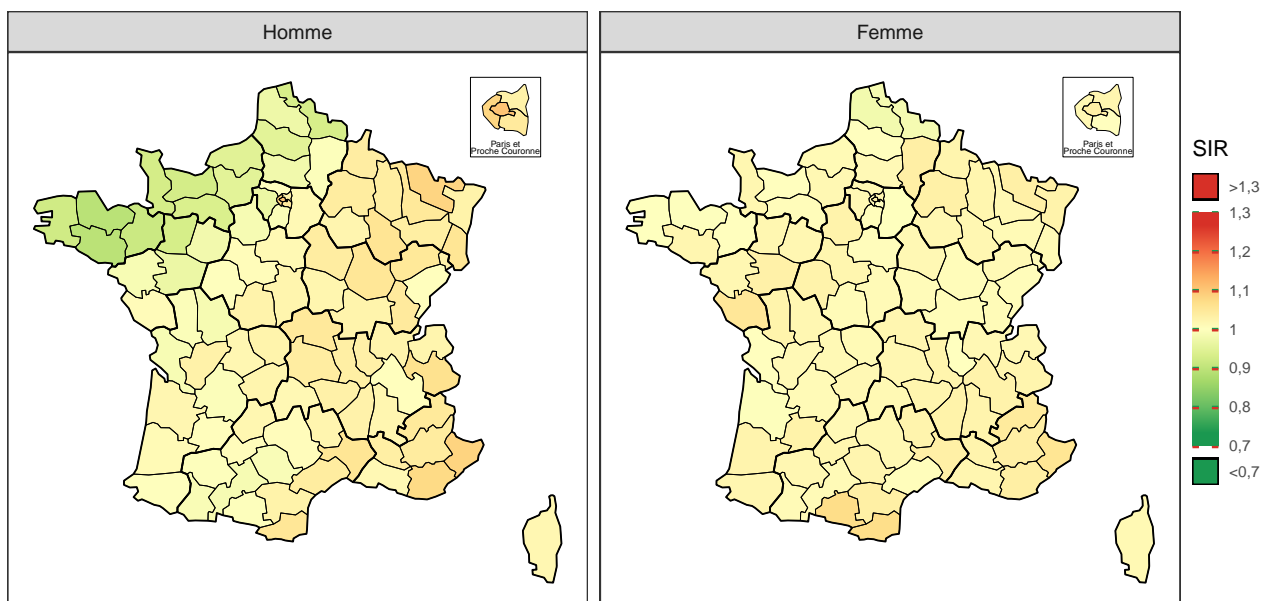 Homme
Femme
Paris et
Proche Couronne
Paris et
Proche Couronne
SIR
>1,3
1,3
1,2
1,1
1
0,9
0,8
0,7
<0,7